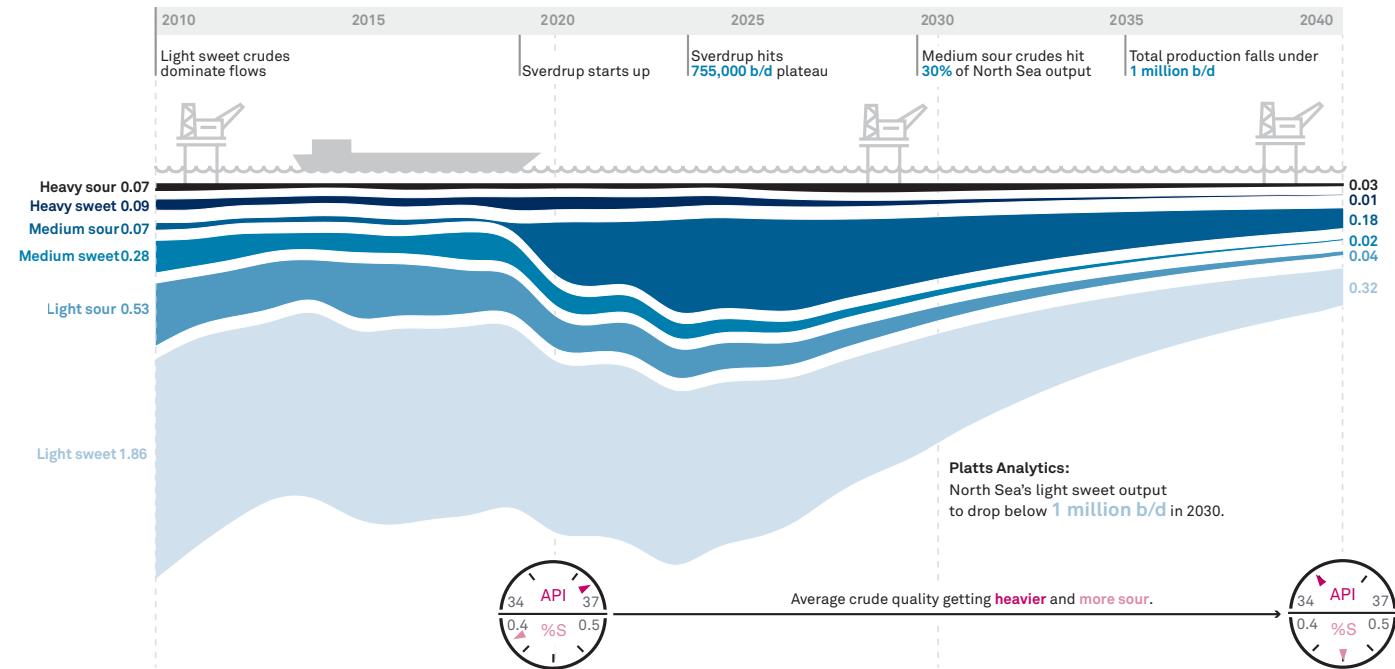 2010 2015 2020 2025 2030 2035 2040
Light sweet crudes
dominate flows
Sverdrup starts up
Sverdrup hits
755,000 b/d plateau
Medium sour crudes hit
30% of North Sea output
Total production falls under
1 million b/d
Heavy sour 0.07
Heavy sweet 0.09
Medium sour 0.07
Medium sweet 0.28
Light sour 0.53
Light sweet 1.86
0.03
0.01
0.18
0.02
0.04
0.32
Platts Analytics:
North Sea's light sweet output
to drop below 1 million b/d in 2030.
API
34 37
0.4 %S 0.5
Average crude quality getting heavier and more sour.
API
34 37
0.4 %S 0.5